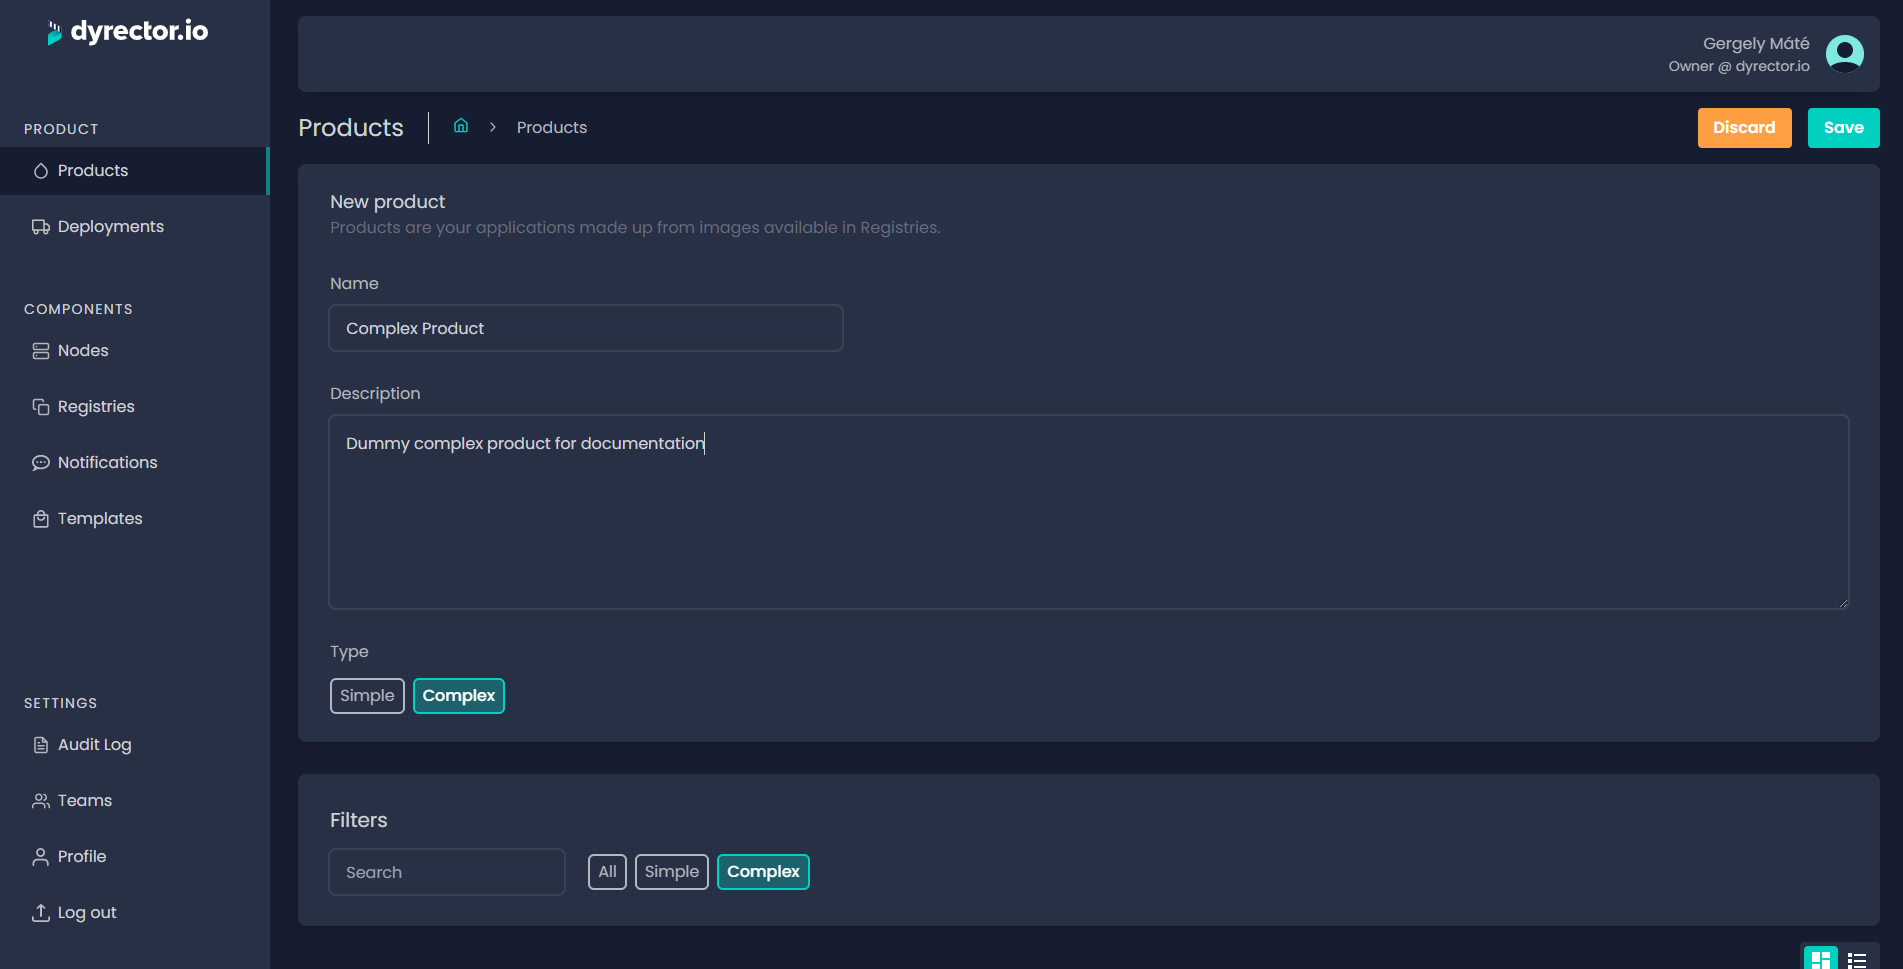 dyrector.io
Gergely Máté
Owner @ dyrector.io
PRODUCT
Products
Deployments
COMPONENTS
Nodes
Registries
Notifications
Templates
SETTINGS
Audit Log
Teams
Profile
Log out
Products
Products
Discard
Save
New product
Products are your applications made up from images available in Registries.
Name
Complex Product
Description
Dummy complex product for documentation
Type
Simple
Complex
Filters
Search
All
Simple
Complex